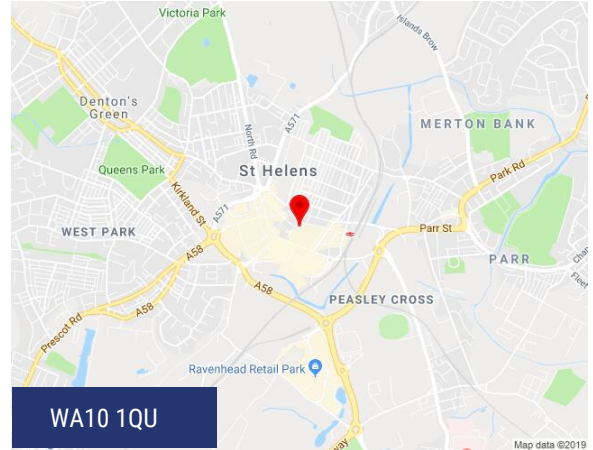 Victoria Park
Islands Brow
Denton's
Green
A571
North Rd
MERTON BANK
Queens Park
St Helens
Park Rd
Kirkland St
A571
WEST PARK
Parr St
A58
PARR
A58
PEASLEY CROSS
A58
Prescot Rd
Ravenhead Retail Park
WA10 1QU
Map data ©2019